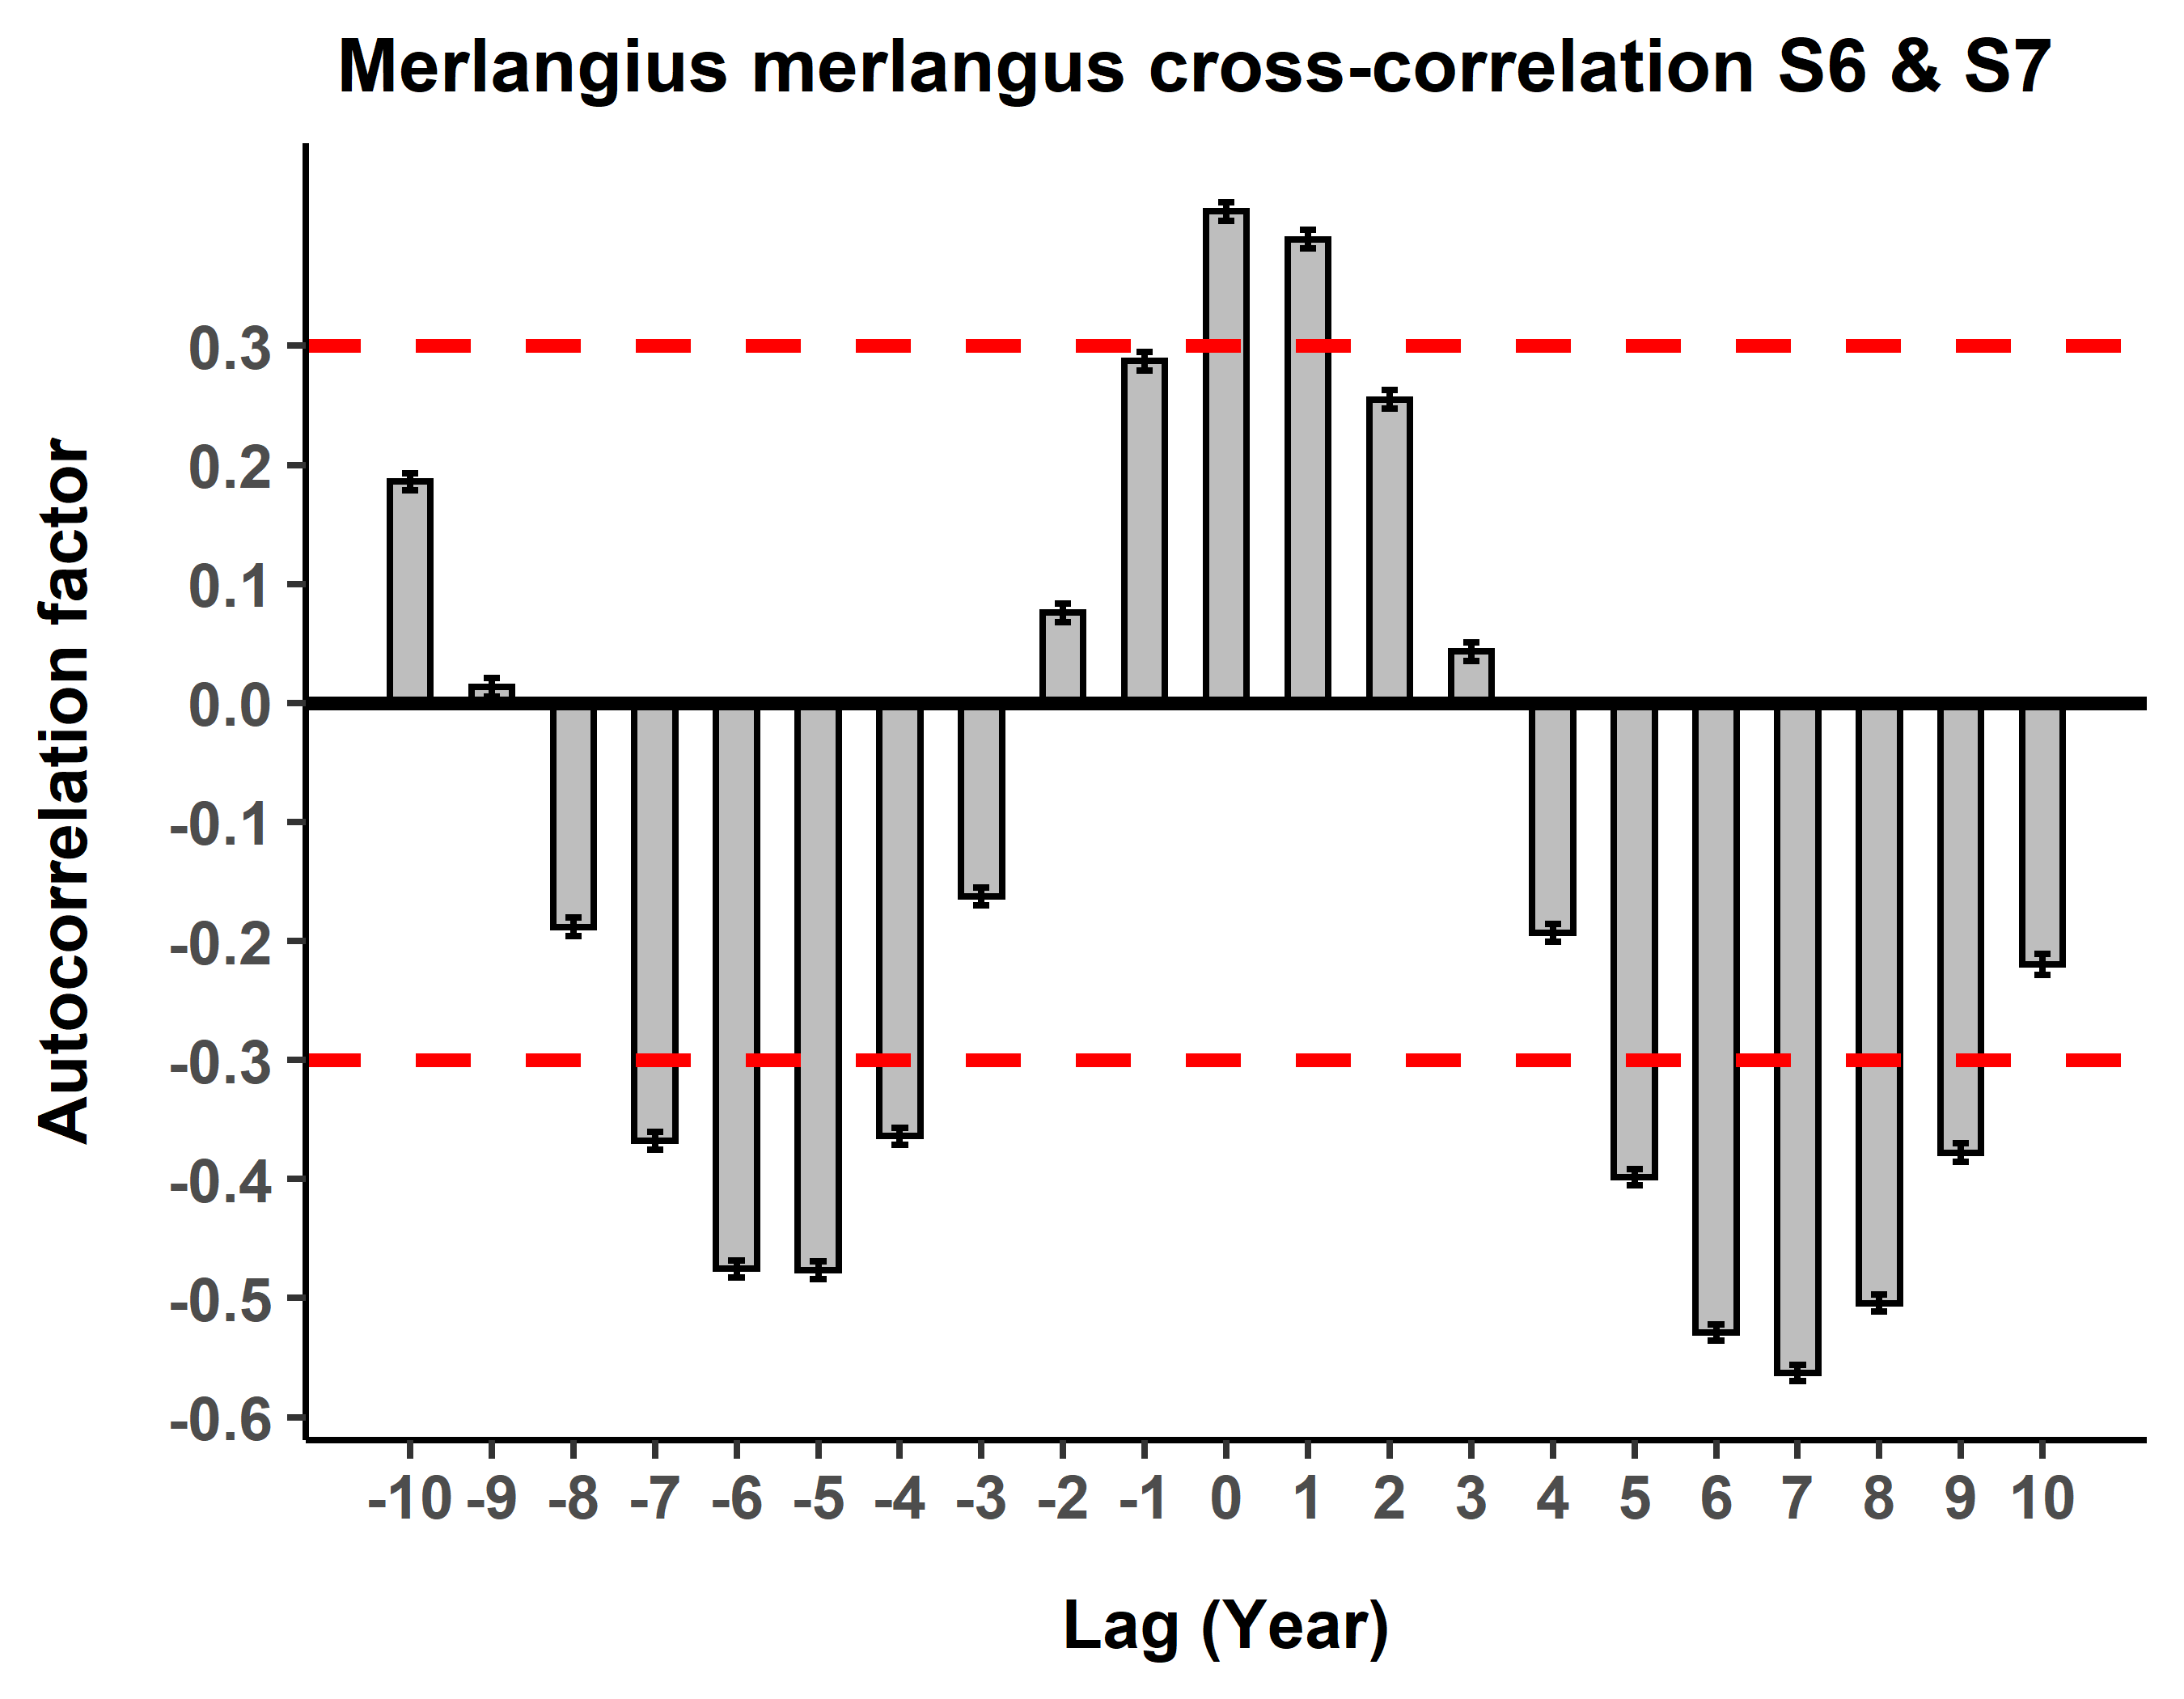 Merlangius merlangus cross-correlation S6 & S7
Autocorrelation factor
0.3
0.2
0.1
0.0
-0.1
-0.2
-0.3
-0.4
-0.5
-0.6
-10 -9 -8 -7 -6 -5 -4 -3 -2 -1 0 1 2 3 4 5 6 7 8 9 10
Lag (Year)